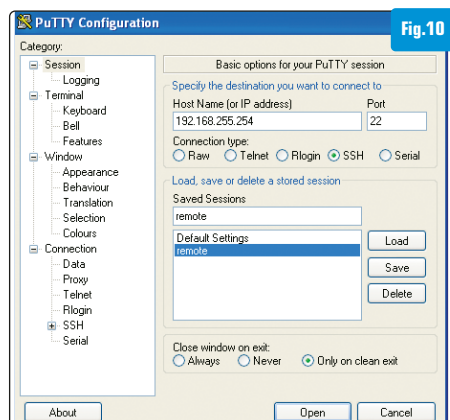 PuTTY Configuration
Fig.10
Category:
Session
Logging
Terminal
Keyboard
Bell
Features
Window
Appearance
Behaviour
Translation
Selection
Colours
Connection
Data
Proxy
Telnet
Rlogin
SSH
Serial
Basic options for your PuTTY session
Specify the destination you want to connect to
Host Name (or IP address) Port
192.168.255.254 22
Connection type:
Raw Telnet Rlogin SSH Serial
Load, save or delete a stored session
Saved Sessions
remote
Default Settings
remote
Load
Save
Delete
Close window on exit:
Always Never Only on clean exit
About Open Cancel